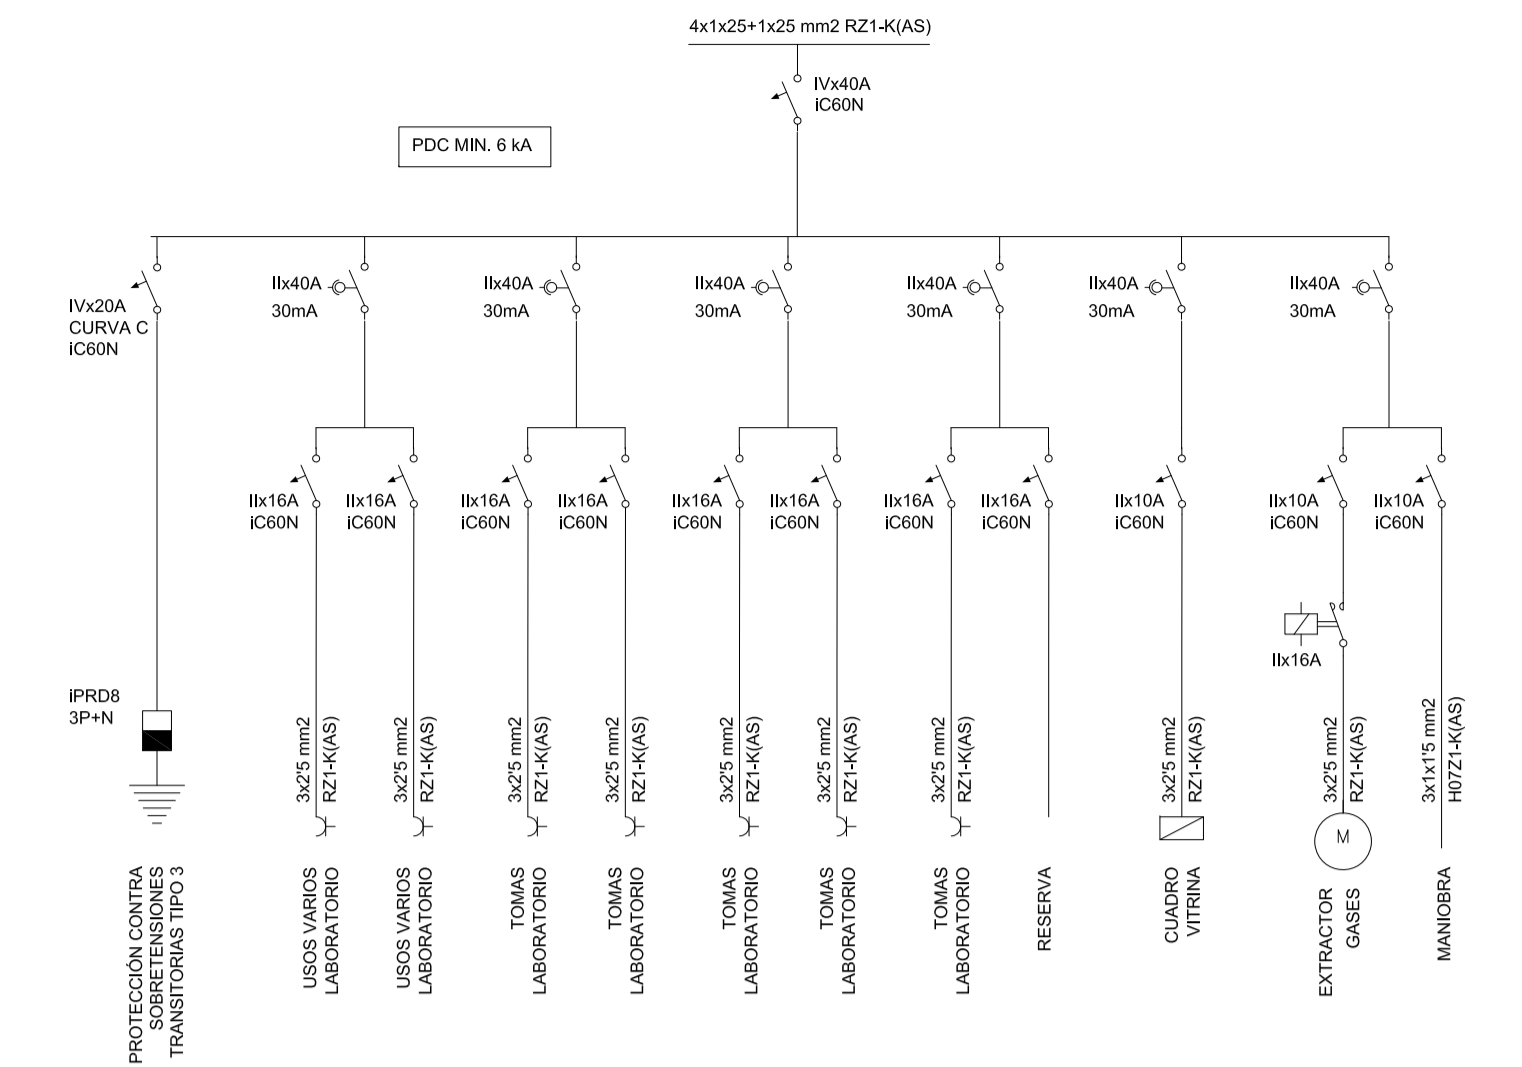 4x1x25+1x25 mm2 RZ1-K(AS)
IVx40A
iC60N
PDC MIN. 6 kA
IVx20A
CURVA C
iC60N
IIx40A
30mA
IIx40A
30mA
IIx40A
30mA
IIx40A
30mA
IIx40A
30mA
IIx40A
30mA
IIx16A
iC60N
IIx16A
iC60N
IIx16A
iC60N
IIx16A
iC60N
IIx16A
iC60N
IIx16A
iC60N
IIx16A
iC60N
IIx16A
iC60N
IIx10A
iC60N
IIx10A
iC60N
IIx10A
iC60N
IIx16A
iPRD8
3P+N
3x2'5 mm2
RZ1-K(AS)
3x2'5 mm2
RZ1-K(AS)
3x2'5 mm2
RZ1-K(AS)
3x2'5 mm2
RZ1-K(AS)
3x2'5 mm2
RZ1-K(AS)
3x2'5 mm2
RZ1-K(AS)
3x2'5 mm2
RZ1-K(AS)
3x2'5 mm2
RZ1-K(AS)
3x2'5 mm2
RZ1-K(AS)
3x1x1'5 mm2
H07Z1-K(AS)
M
PROTECCIÓN CONTRA
SOBRETENSIONES
TRANSITORIAS TIPO 3
USOS VARIOS
LABORATORIO
USOS VARIOS
LABORATORIO
TOMAS
LABORATORIO
TOMAS
LABORATORIO
TOMAS
LABORATORIO
TOMAS
LABORATORIO
TOMAS
LABORATORIO
RESERVA
CUADRO
VITRINA
EXTRACTOR
GASES
MANIOBRA